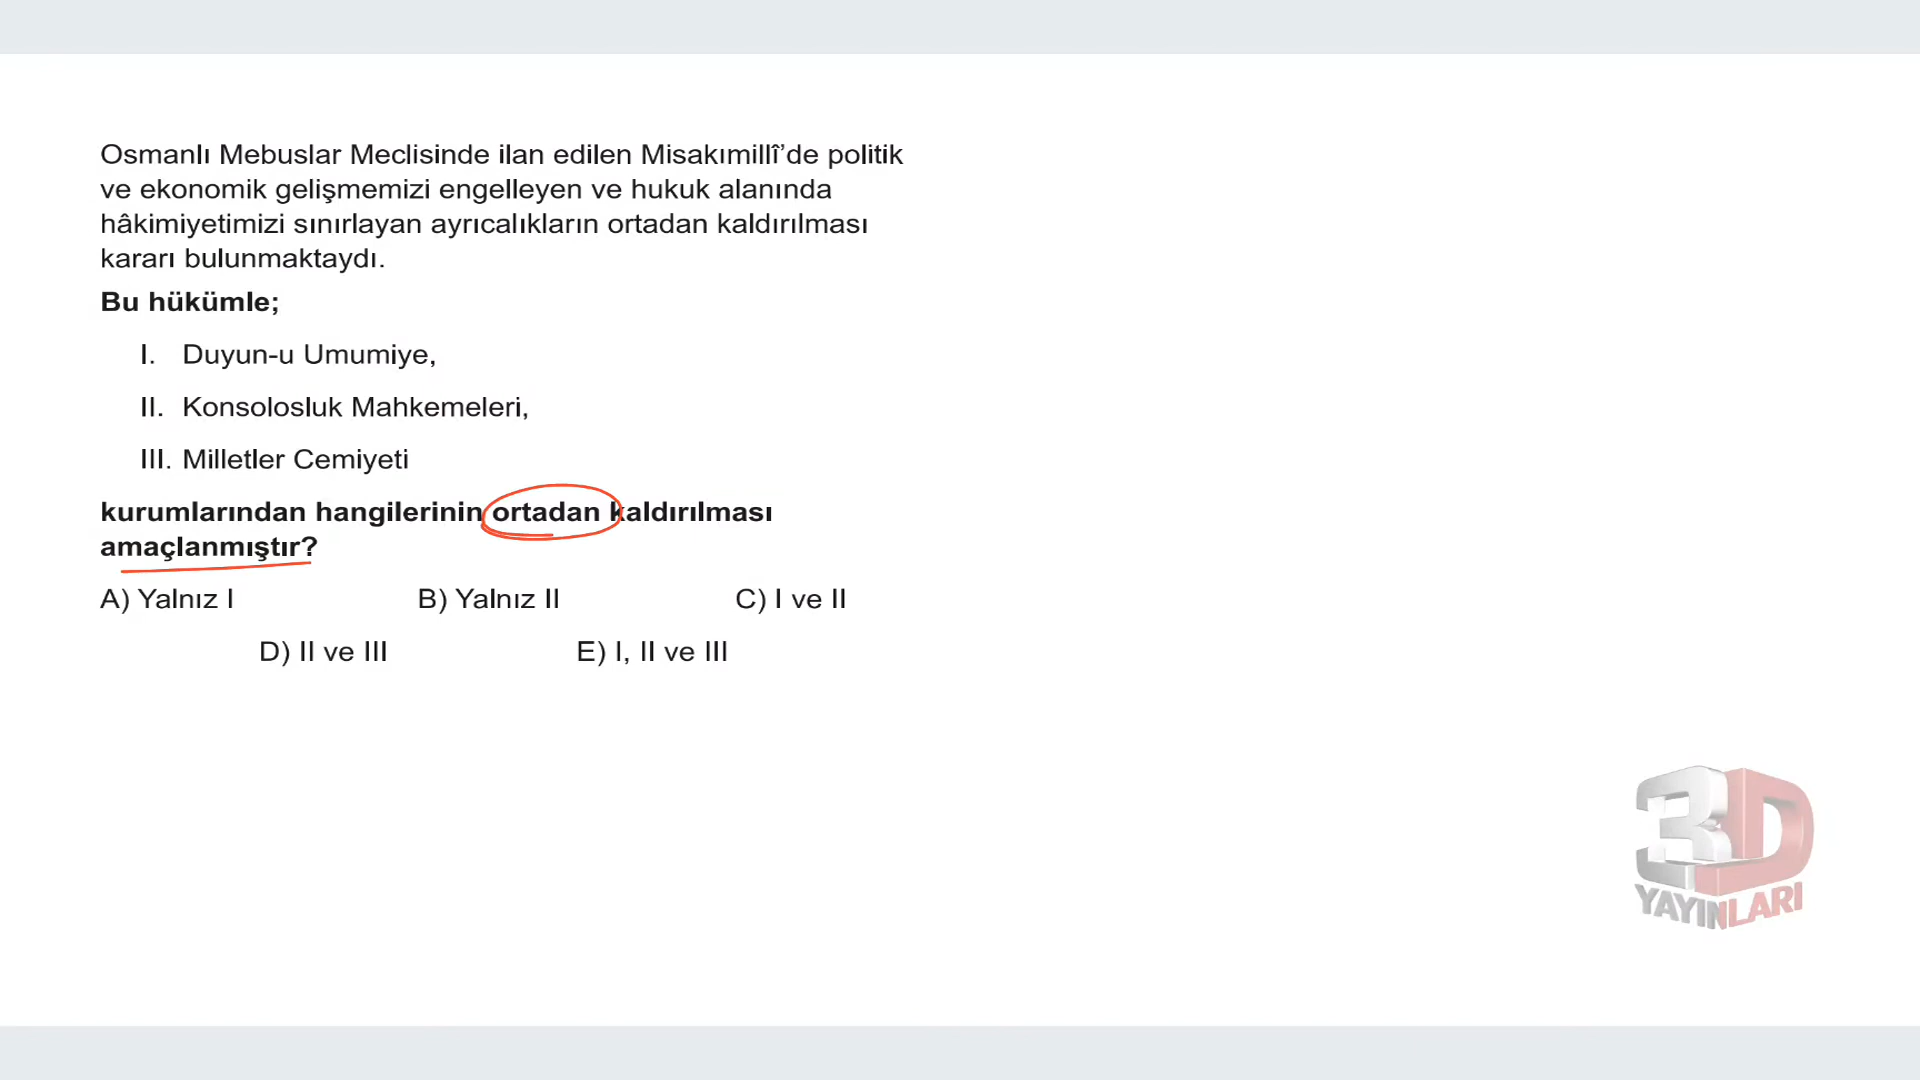 Osmanlı Mebuslar Meclisinde ilan edilen Misakımillî’de politik
ve ekonomik gelişmemizi engelleyen ve hukuk alanında
hâkimiyetimizi sınırlayan ayrıcalıkların ortadan kaldırılması
kararı bulunmaktaydı.
Bu hükümle;
I. Duyun-u Umumiye,
II. Konsolosluk Mahkemeleri,
III. Milletler Cemiyeti
kurumlarından hangilerinin ortadan kaldırılması
amaçlanmıştır?
A) Yalnız I B) Yalnız II C) I ve II
D) II ve III E) I, II ve III
3D
YAYINLARI